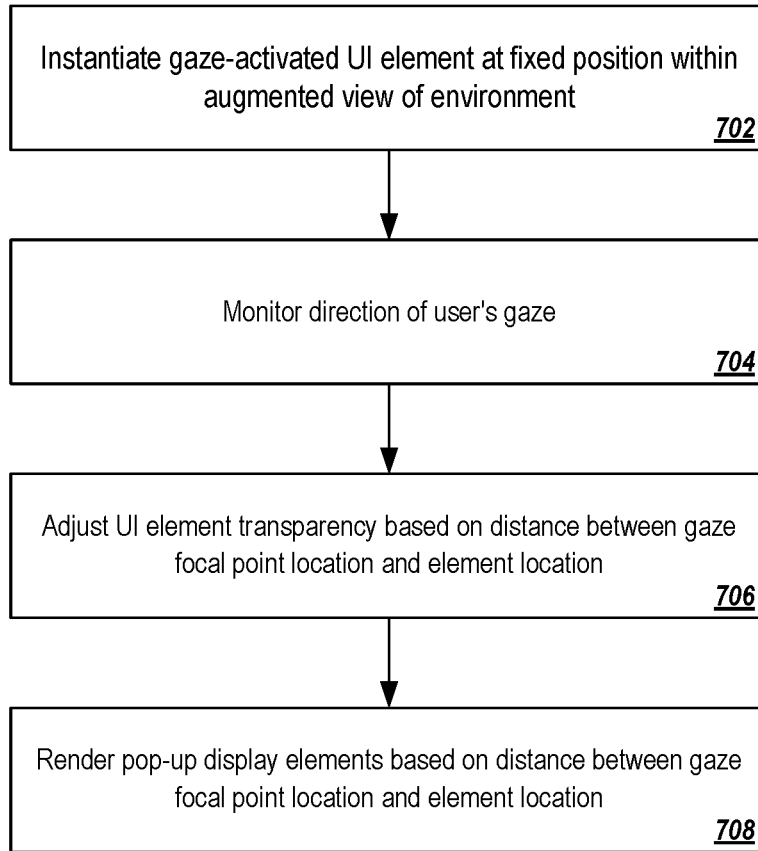 Instantiate gaze-activated UI element at fixed position within
augmented view of environment
702
Monitor direction of user's gaze
704
Adjust UI element transparency based on distance between gaze
focal point location and element location
706
Render pop-up display elements based on distance between gaze
focal point location and element location
708